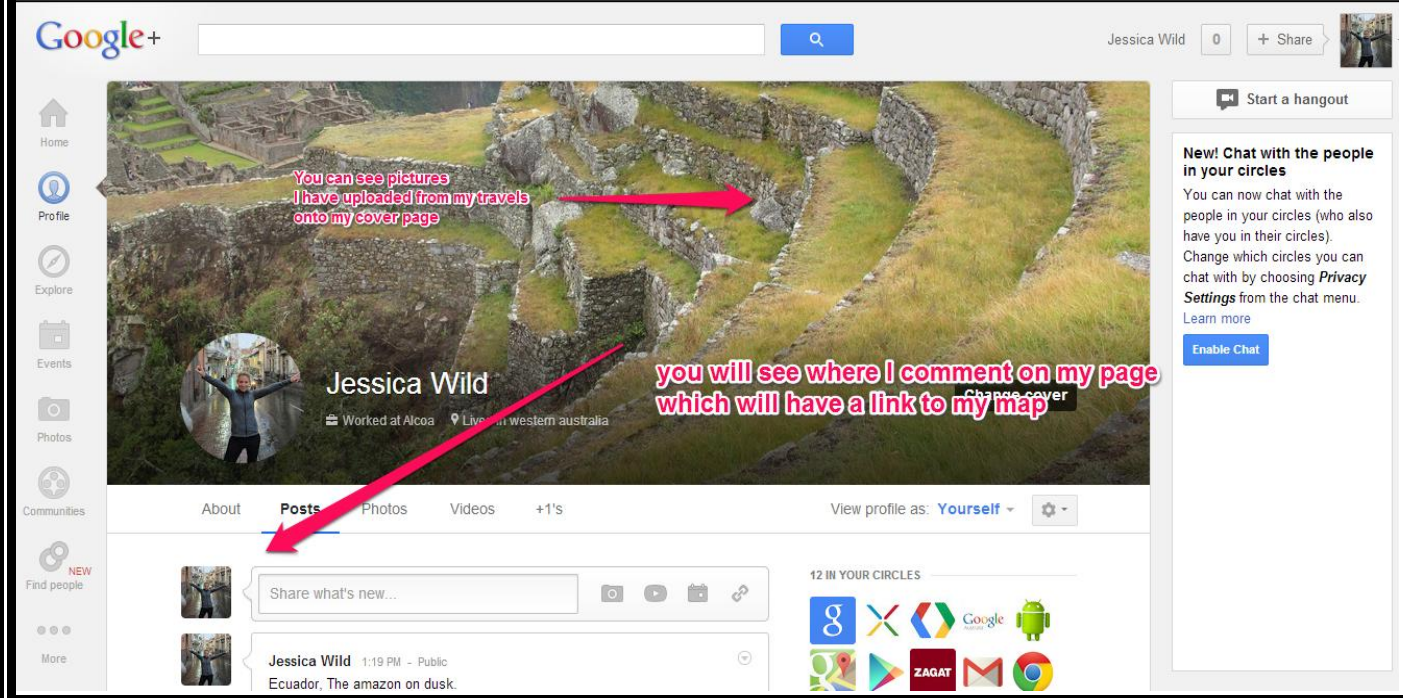 Google+
Jessica Wild
0
+ Share
Home
Profile
Explore
Events
Photos
Communities
Find people
NEW
More
You can see pictures
I have uploaded from my travels
onto my cover page
you will see where I comment on my page
which will have a link to my map
Change cover
Jessica Wild
Worked at Alcoa
Lives in western australia
About
Posts
Photos
Videos
+1's
View profile as: Yourself
Share what's new...
Jessica Wild 1:19 PM - Public
Ecuador, The amazon on dusk.
12 IN YOUR CIRCLES
g
Google
ZAGAT
Start a hangout
New! Chat with the people
in your circles
You can now chat with the
people in your circles (who also
have you in their circles).
Change which circles you can
chat with by choosing Privacy
Settings from the chat menu.
Learn more
Enable Chat